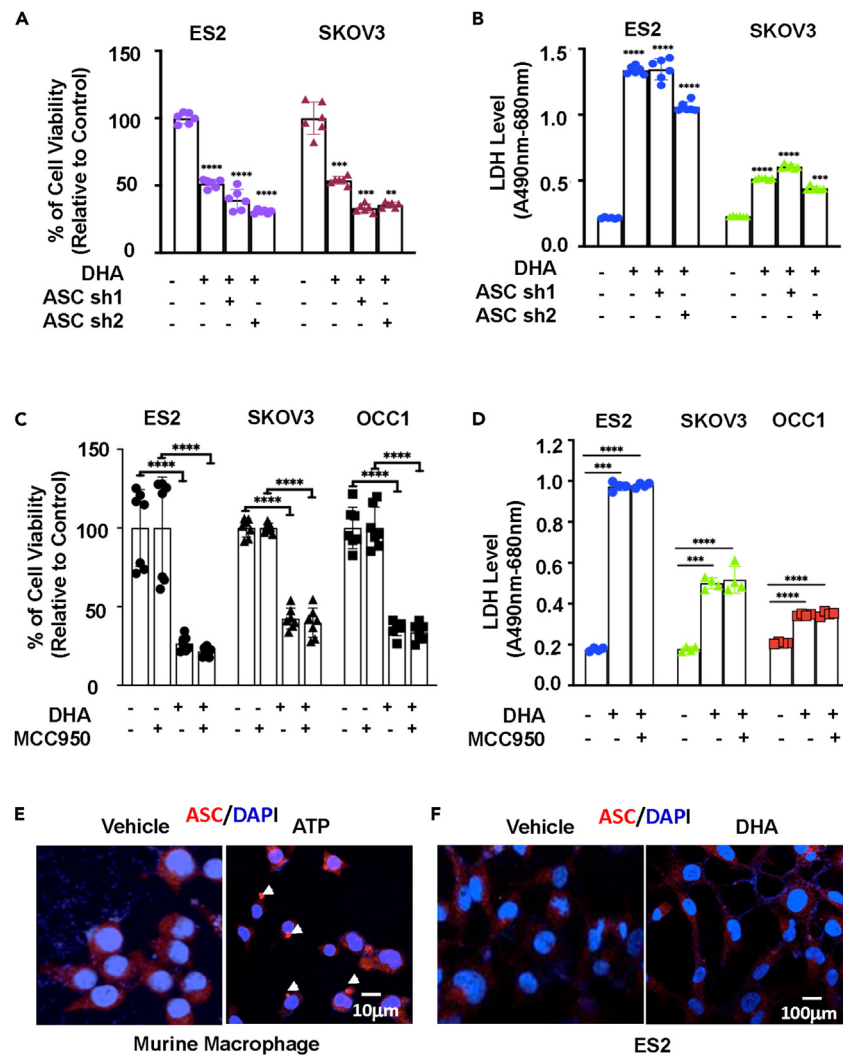 A
ES2 SKOV3
% of Cell Viability
(Relative to Control)
150
100
50
0
**** **** **** *** *** **
DHA - + + + - + + +
ASC sh1 - - + - - - + -
ASC sh2 - - - + - - - +
B
ES2 SKOV3
LDH Level
(A490nm-680nm)
1.5
1.0
0.5
0.0
**** **** **** **** **** ***
DHA - + + + - + + +
ASC sh1 - - + - - - + -
ASC sh2 - - - + - - - +
C
ES2 SKOV3 OCC1
% of Cell Viability
(Relative to Control)
150
100
50
0
**** **** **** **** **** ****
DHA - - + + - - + + - - + +
MCC950 - + - + - + - + - + - +
D
ES2 SKOV3 OCC1
LDH Level
(A490nm-680nm)
1.2
1.0
0.8
0.6
0.4
0.2
0.0
**** *** **** *** **** ****
DHA - + + - + + - + +
MCC950 - - + - - + - - +
E
ASC/DAPI
Vehicle ATP
10μm
Murine Macrophage
F
ASC/DAPI
Vehicle DHA
100μm
ES2